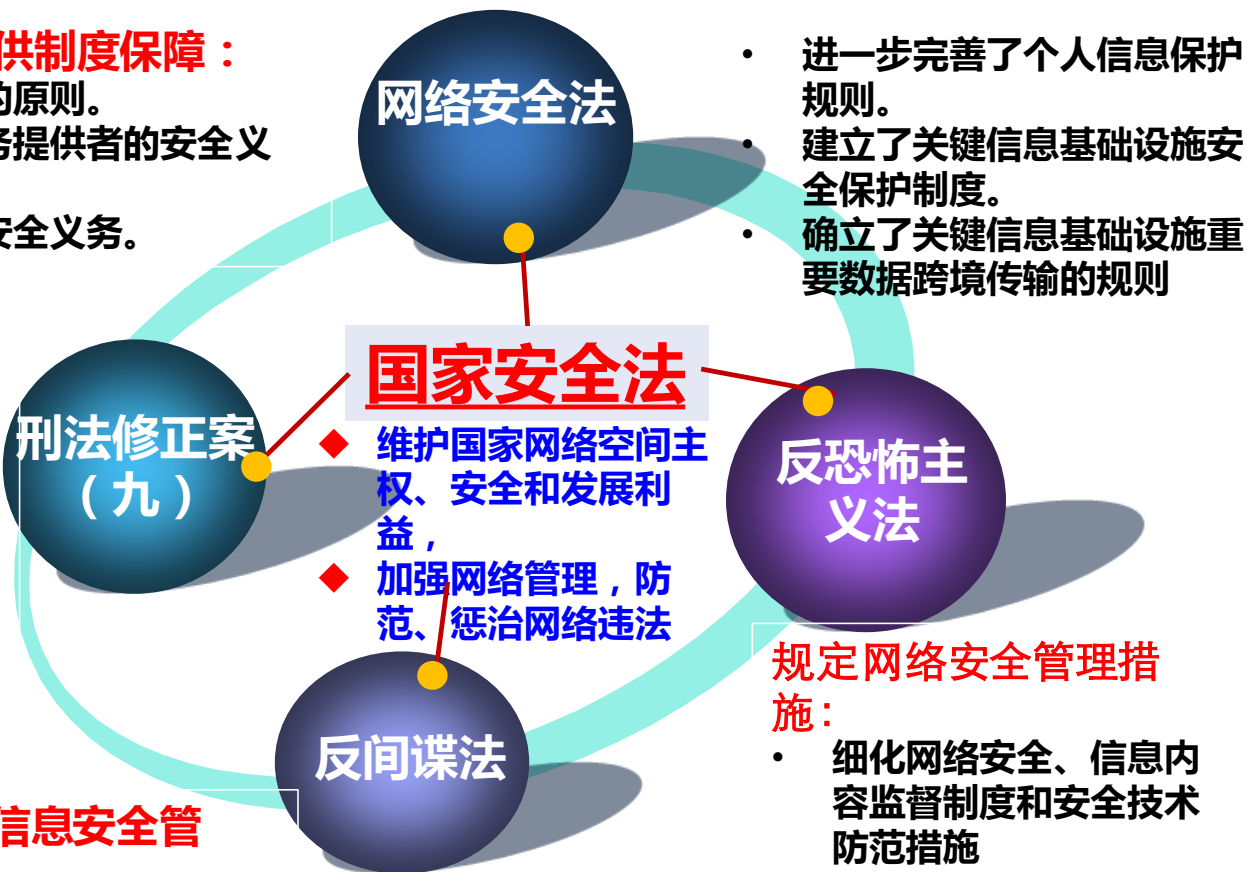 供制度保障：
的原则。
务提供者的安全义
安全义务。
网络安全法
• 进一步完善了个人信息保护
规则。
• 建立了关键信息基础设施安
全保护制度。
• 确立了关键信息基础设施重
要数据跨境传输的规则
国家安全法
◆ 维护国家网络空间主
权、安全和发展利
益，
◆ 加强网络管理，防
范、惩治网络违法
刑法修正案
（九）
反恐怖主
义法
反间谍法
规定网络安全管理措
施：
• 细化网络安全、信息内
容监督制度和安全技术
防范措施
信息安全管